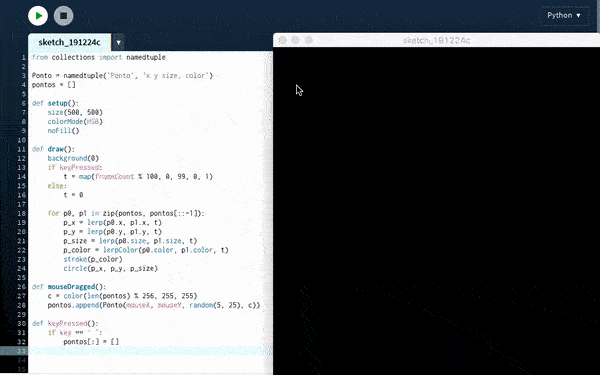 Python ▼
sketch_191224c
sketch_191224c
1 from collections import namedtuple
2
3 Ponto = namedtuple('Ponto', 'x y size, color')
4 pontos = []
5
6 def setup():
7     size(500, 500)
8     colorMode(HSB)
9     noFill()
10
11 def draw():
12     background(0)
13     if keyPressed:
14         t = map(frameCount % 100, 0, 99, 0, 1)
15     else:
16         t = 0
17
18     for p0, p1 in zip(pontos, pontos[::-1]):
19         p_x = lerp(p0.x, p1.x, t)
20         p_y = lerp(p0.y, p1.y, t)
21         p_size = lerp(p0.size, p1.size, t)
22         p_color = lerpColor(p0.color, p1.color, t)
23         stroke(p_color)
24         circle(p_x, p_y, p_size)
25
26 def mouseDragged():
27     c = color(len(pontos) % 256, 255, 255)
28     pontos.append(Ponto(mouseX, mouseY, random(5, 25), c))
29
30 def keyPressed():
31     if key == ' ':
32         pontos[:] = []
33
34
35